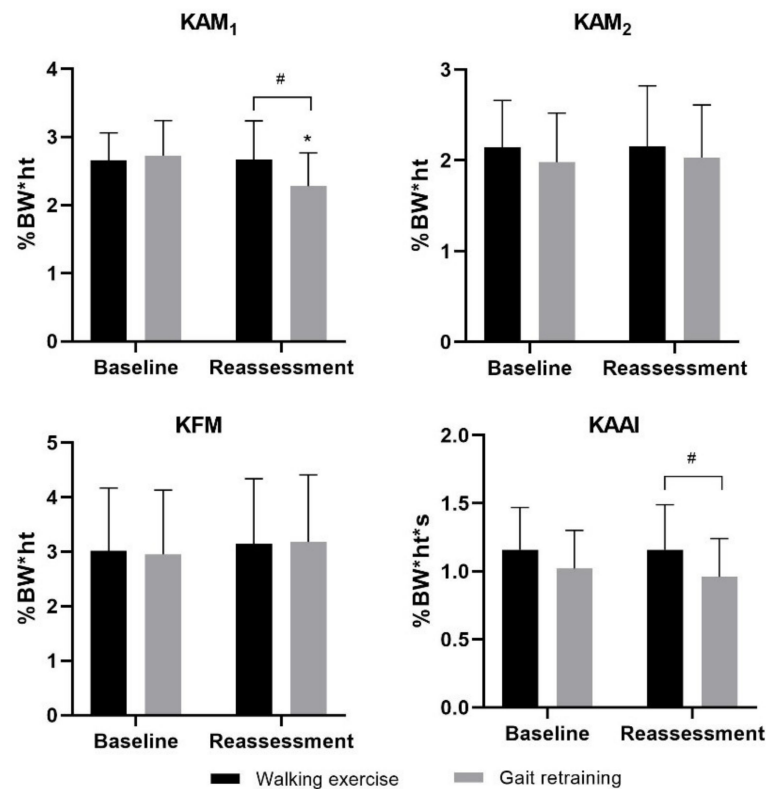 KAM₁
4
3
2
1
0
%BW*ht
#
*
Baseline Reassessment
KAM₂
3
2
1
0
%BW*ht
Baseline Reassessment
KFM
5
4
3
2
1
0
%BW*ht
Baseline Reassessment
KAAI
2.0
1.5
1.0
0.5
0.0
%BW*ht*s
#
Baseline Reassessment
Walking exercise Gait retraining